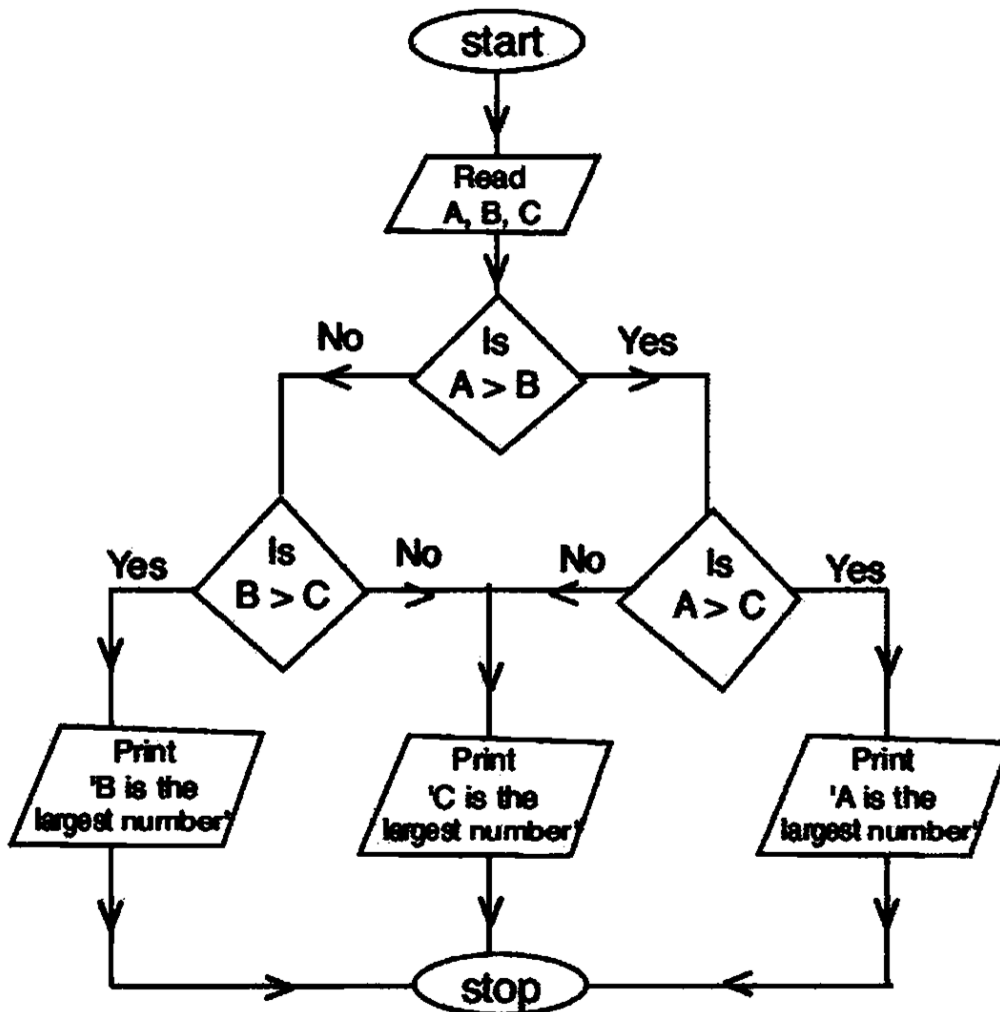 start
Read
A, B, C
Is
A > B
No
Yes
Is
B > C
Yes
No
Is
A > C
No
Yes
Print
'B is the
largest number'
Print
'C is the
largest number'
Print
'A is the
largest number'
stop